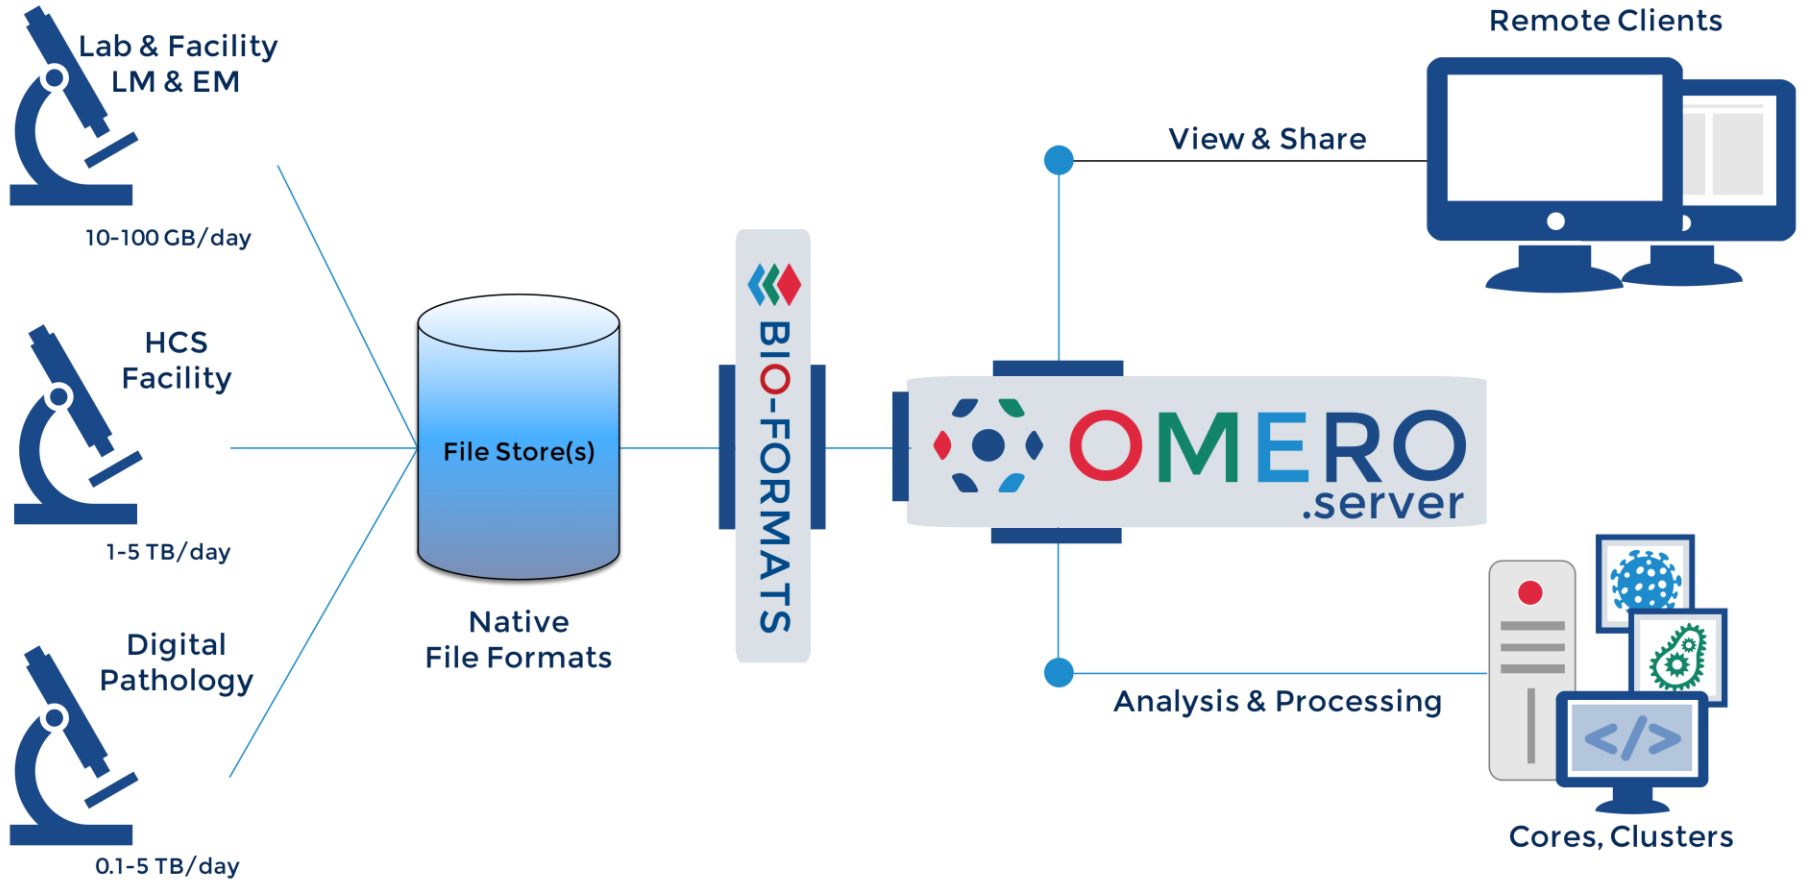 Lab & Facility
LM & EM
10-100 GB/day
HCS
Facility
1-5 TB/day
Digital
Pathology
0.1-5 TB/day
File Store(s)
Native
File Formats
BIO-FORMATS
OMERO
.server
View & Share
Remote Clients
Analysis & Processing
</>
Cores, Clusters